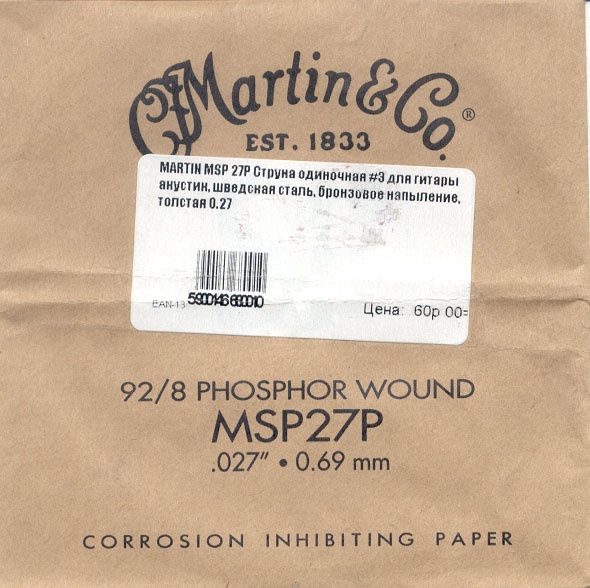 CFMartin & Co.®
EST. 1833
MARTIN MSP 27P Струна одиночная #3 для гитары
акустик, шведская сталь, бронзовое напыление,
толстая 0.27
EAN-13 5900146680010
Цена: 60р 00=
92/8 PHOSPHOR WOUND
MSP27P
.027” • 0.69 mm
CORROSION INHIBITING PAPER